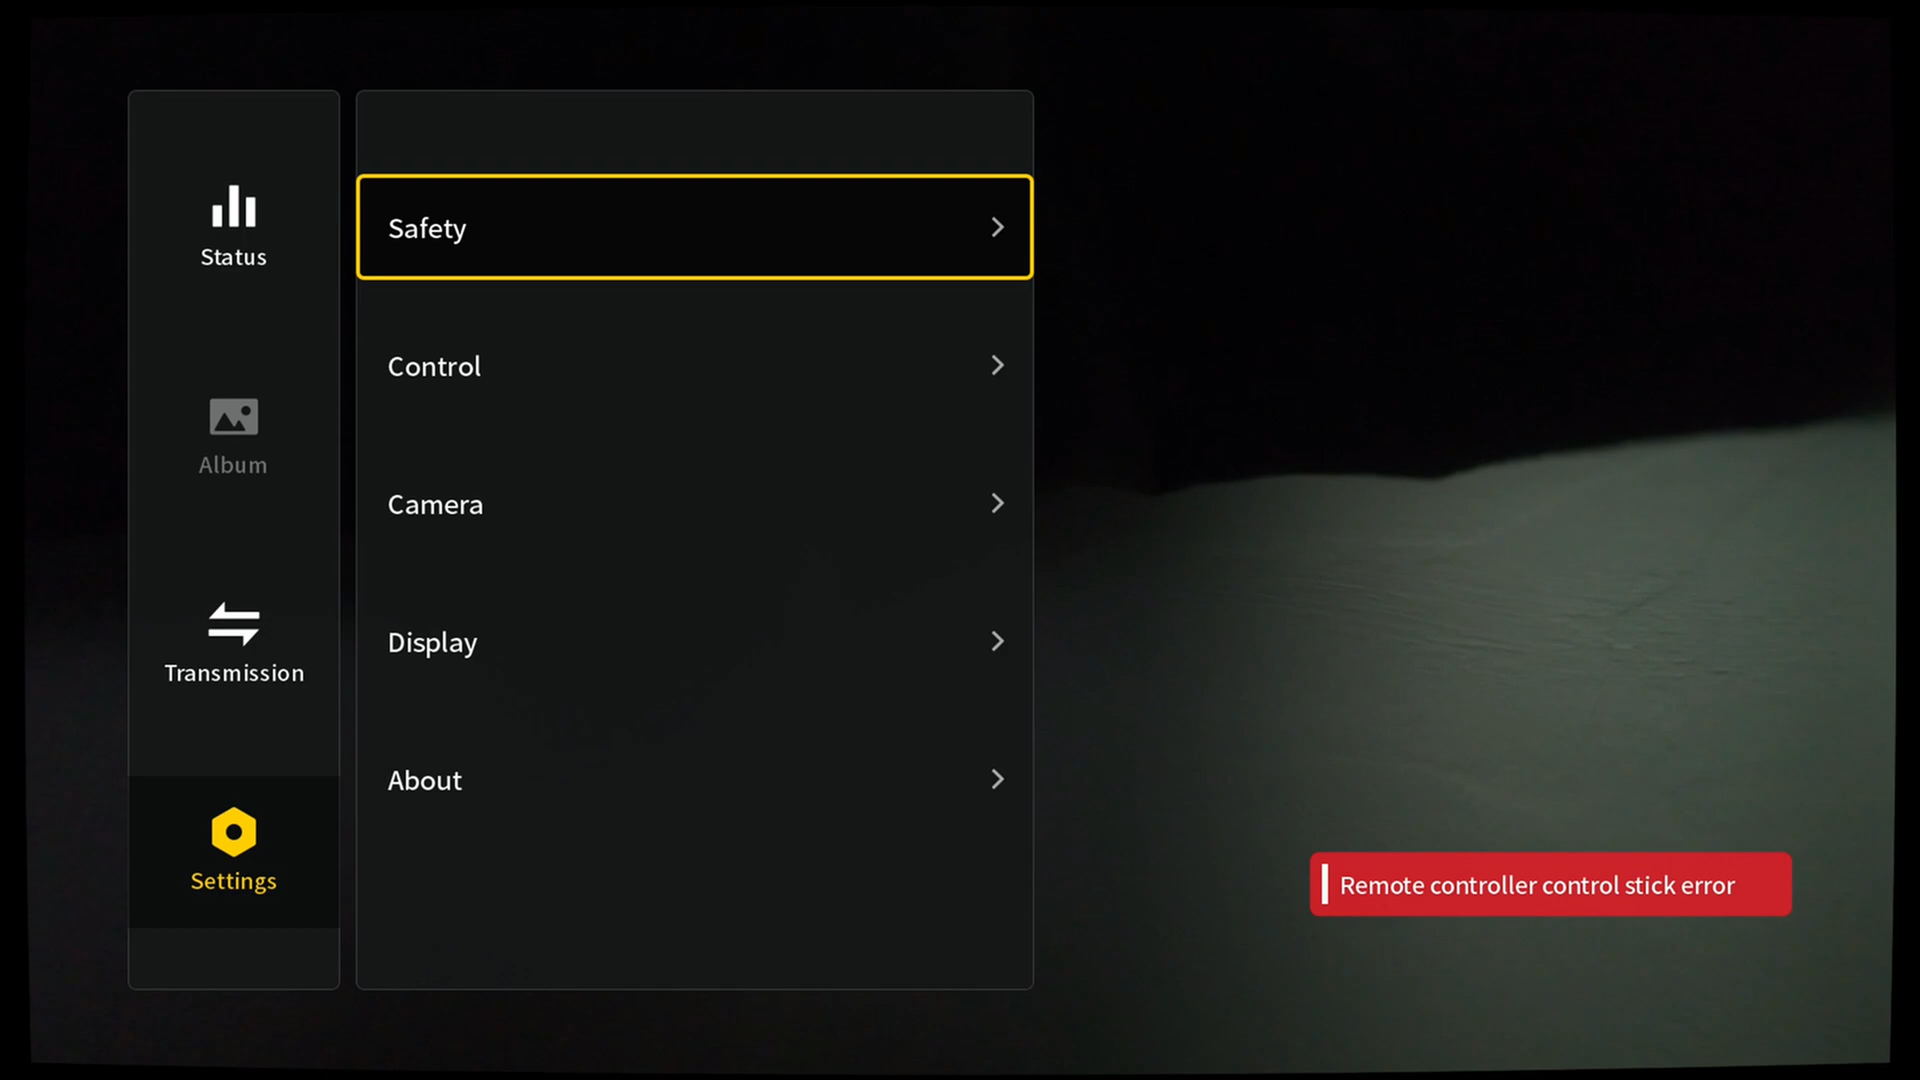 Status
Album
Transmission
Settings
Safety
Control
Camera
Display
About
Remote controller control stick error